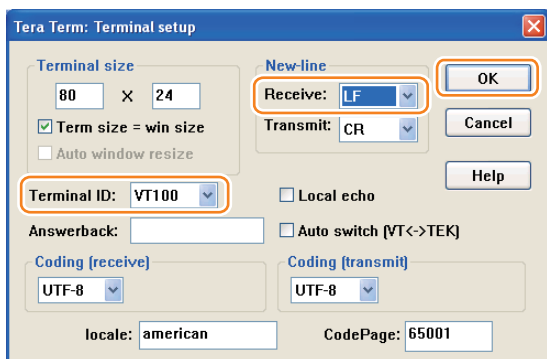 Tera Term: Terminal setup
Terminal size
80 X 24
Term size = win size
Auto window resize
New-line
Receive: LF
Transmit: CR
OK
Cancel
Help
Terminal ID: VT100
Local echo
Answerback:
Auto switch (VT<->TEK)
Coding (receive)
UTF-8
Coding (transmit)
UTF-8
locale: american
CodePage: 65001